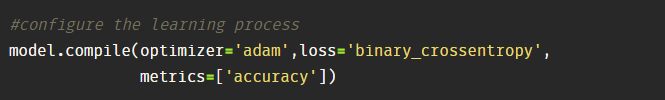 #configure the learning process
model.compile(optimizer='adam',loss='binary_crossentropy',
              metrics=['accuracy'])